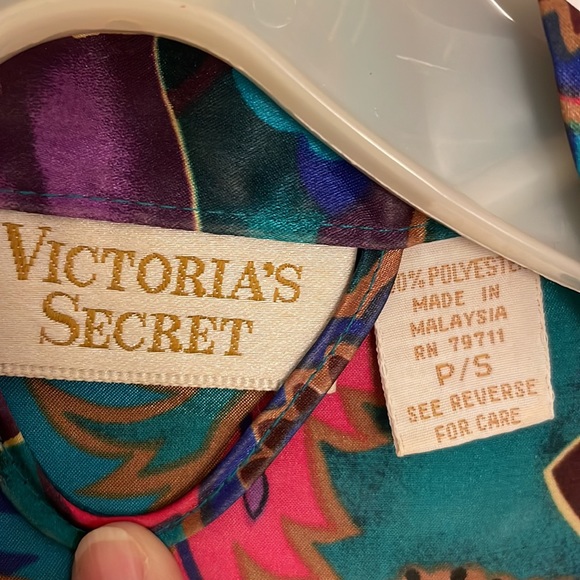 VICTORIA'S
SECRET
0% POLYESTE
MADE IN
MALAYSIA
RN 79711
P/S
SEE REVERSE
FOR CARE